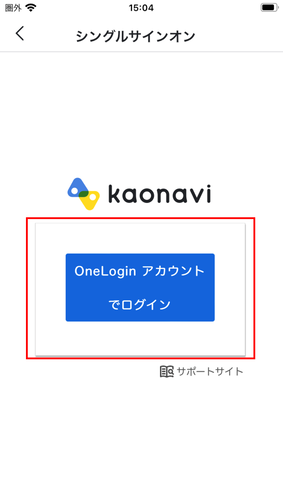 圏外 15:04
シングルサインオン
kaonavi
OneLogin アカウント
でログイン
サポートサイト